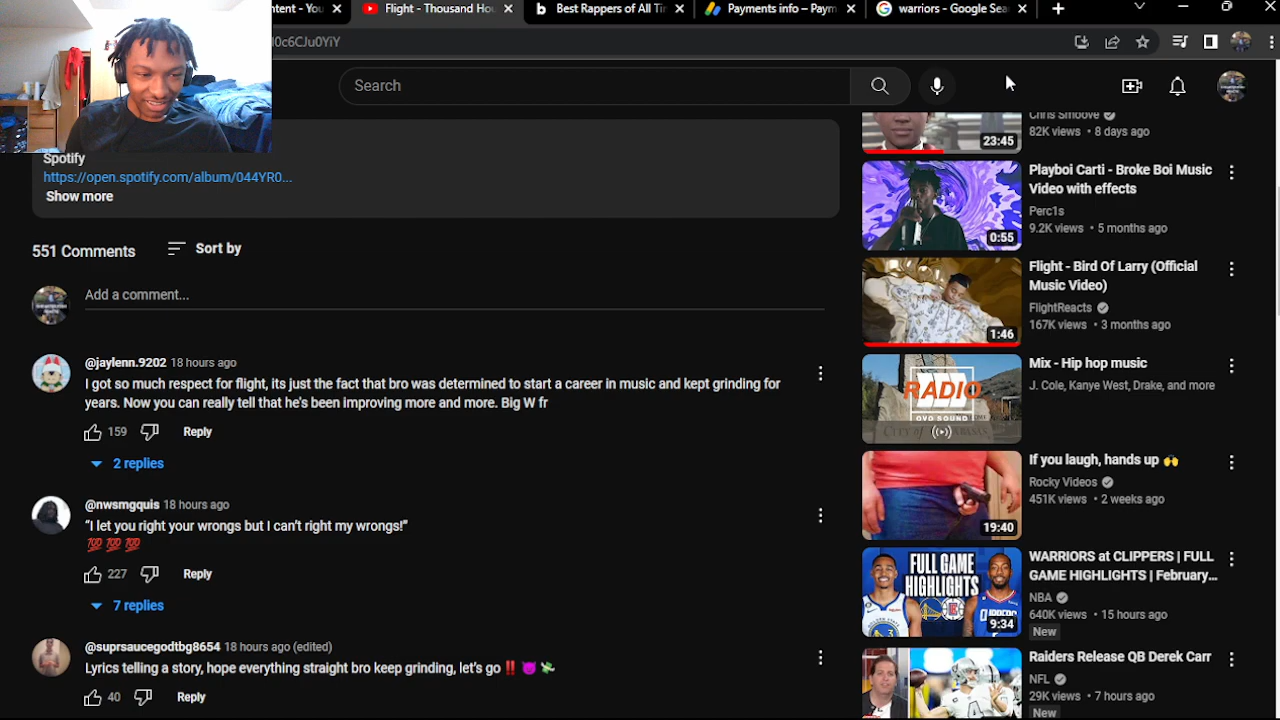 ntent - You
Flight - Thousand Hou
Best Rappers of All Tir
Payments info – Paym
warriors - Google Sea
0c6CJu0YiY
Search
Spotify
https://open.spotify.com/album/044YR0...
Show more
551 Comments
Sort by
Add a comment...
@jaylenn.9202 18 hours ago
I got so much respect for flight, its just the fact that bro was determined to start a career in music and kept grinding for
years. Now you can really tell that he's been improving more and more. Big W fr
159 Reply
2 replies
@nwsmgquis 18 hours ago
“I let you right your wrongs but I can’t right my wrongs!”
💯💯💯
227 Reply
7 replies
@suprsaucegodtbg8654 18 hours ago (edited)
Lyrics telling a story, hope everything straight bro keep grinding, let's go ‼️😈💸
40 Reply
Chris Smoove
82K views • 8 days ago
23:45
Playboi Carti - Broke Boi Music
Video with effects
Perc1s
9.2K views • 5 months ago
0:55
Flight - Bird Of Larry (Official
Music Video)
FlightReacts
167K views • 3 months ago
1:46
Mix - Hip hop music
J. Cole, Kanye West, Drake, and more
RADIO
OVO SOUND
If you laugh, hands up 🙌
Rocky Videos
451K views • 2 weeks ago
19:40
WARRIORS at CLIPPERS | FULL
GAME HIGHLIGHTS | February...
NBA
640K views • 15 hours ago
New
FULL GAME
HIGHLIGHTS
9:34
Raiders Release QB Derek Carr
NFL
29K views • 7 hours ago
New